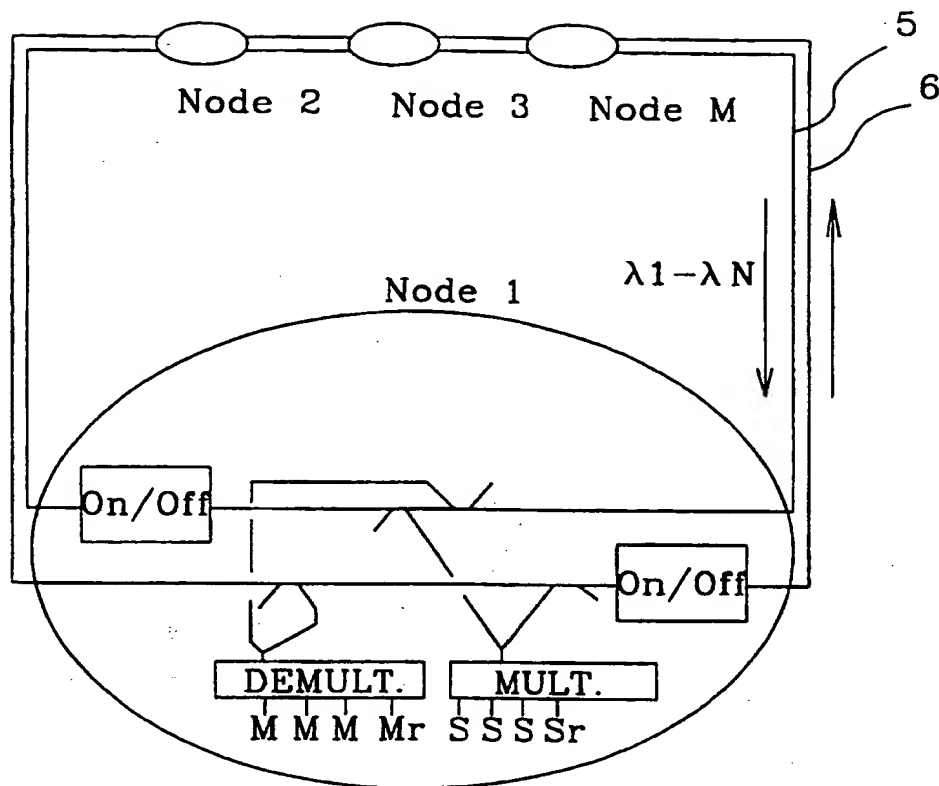 5
6
Node 2 Node 3 Node M
λ1-λN
Node 1
On/Off
On/Off
DEMULT. MULT.
M M M Mr S S S Sr